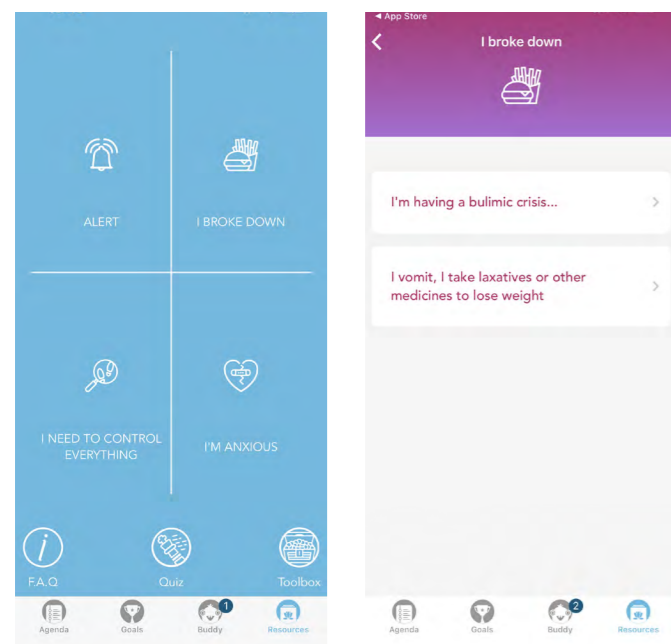 ALERT
I BROKE DOWN
I NEED TO CONTROL
EVERYTHING
I'M ANXIOUS
i
F.A.Q
Quiz
Toolbox
1
Agenda
Goals
Buddy
Resources
◄ App Store
I broke down
I'm having a bulimic crisis...
I vomit, I take laxatives or other
medicines to lose weight
2
Agenda
Goals
Buddy
Resources